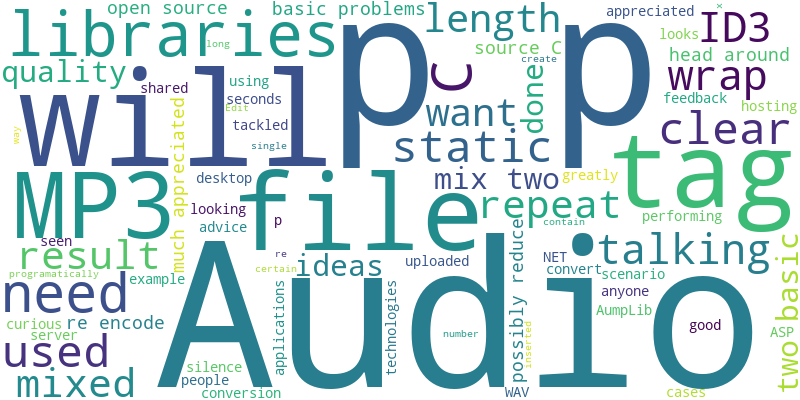 open source
basic problems
length
appreciated
ID3
x
libraries
long
p
p
source C
looks
head around
create
wrap
quality
shared
using
seconds
Edit
C
done
feedback
hosting
will
tackled
want
clear
way
single
static
tag
much appreciated
desktop
mix two
greatly
MP3
file
looking
p
repeat
performing
seen
advice
contain
talking
result
re
NET
programatically
certain
ideas
uploaded
convert
scenario
need
example
Audio
anyone
curious
re encode
applications
technologies
possibly reduce
AumpLib
good
two basic
server
number
inserted
ASP
used
silence
mixed
people
conversion
WAV
cases